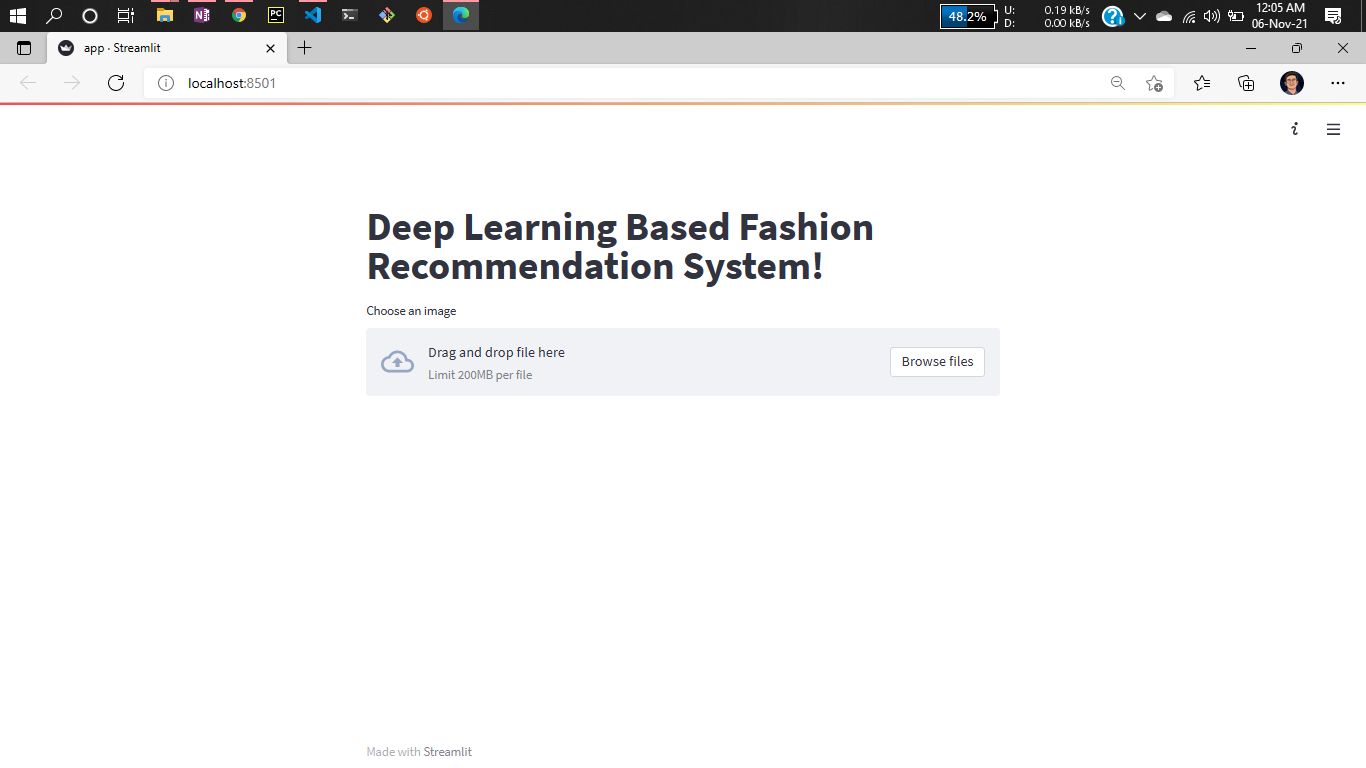 48.2%
U: 0.19 kB/s
D: 0.00 kB/s
12:05 AM
06-Nov-21
app · Streamlit
localhost:8501
Deep Learning Based Fashion
Recommendation System!
Choose an image
Drag and drop file here
Limit 200MB per file
Browse files
Made with Streamlit